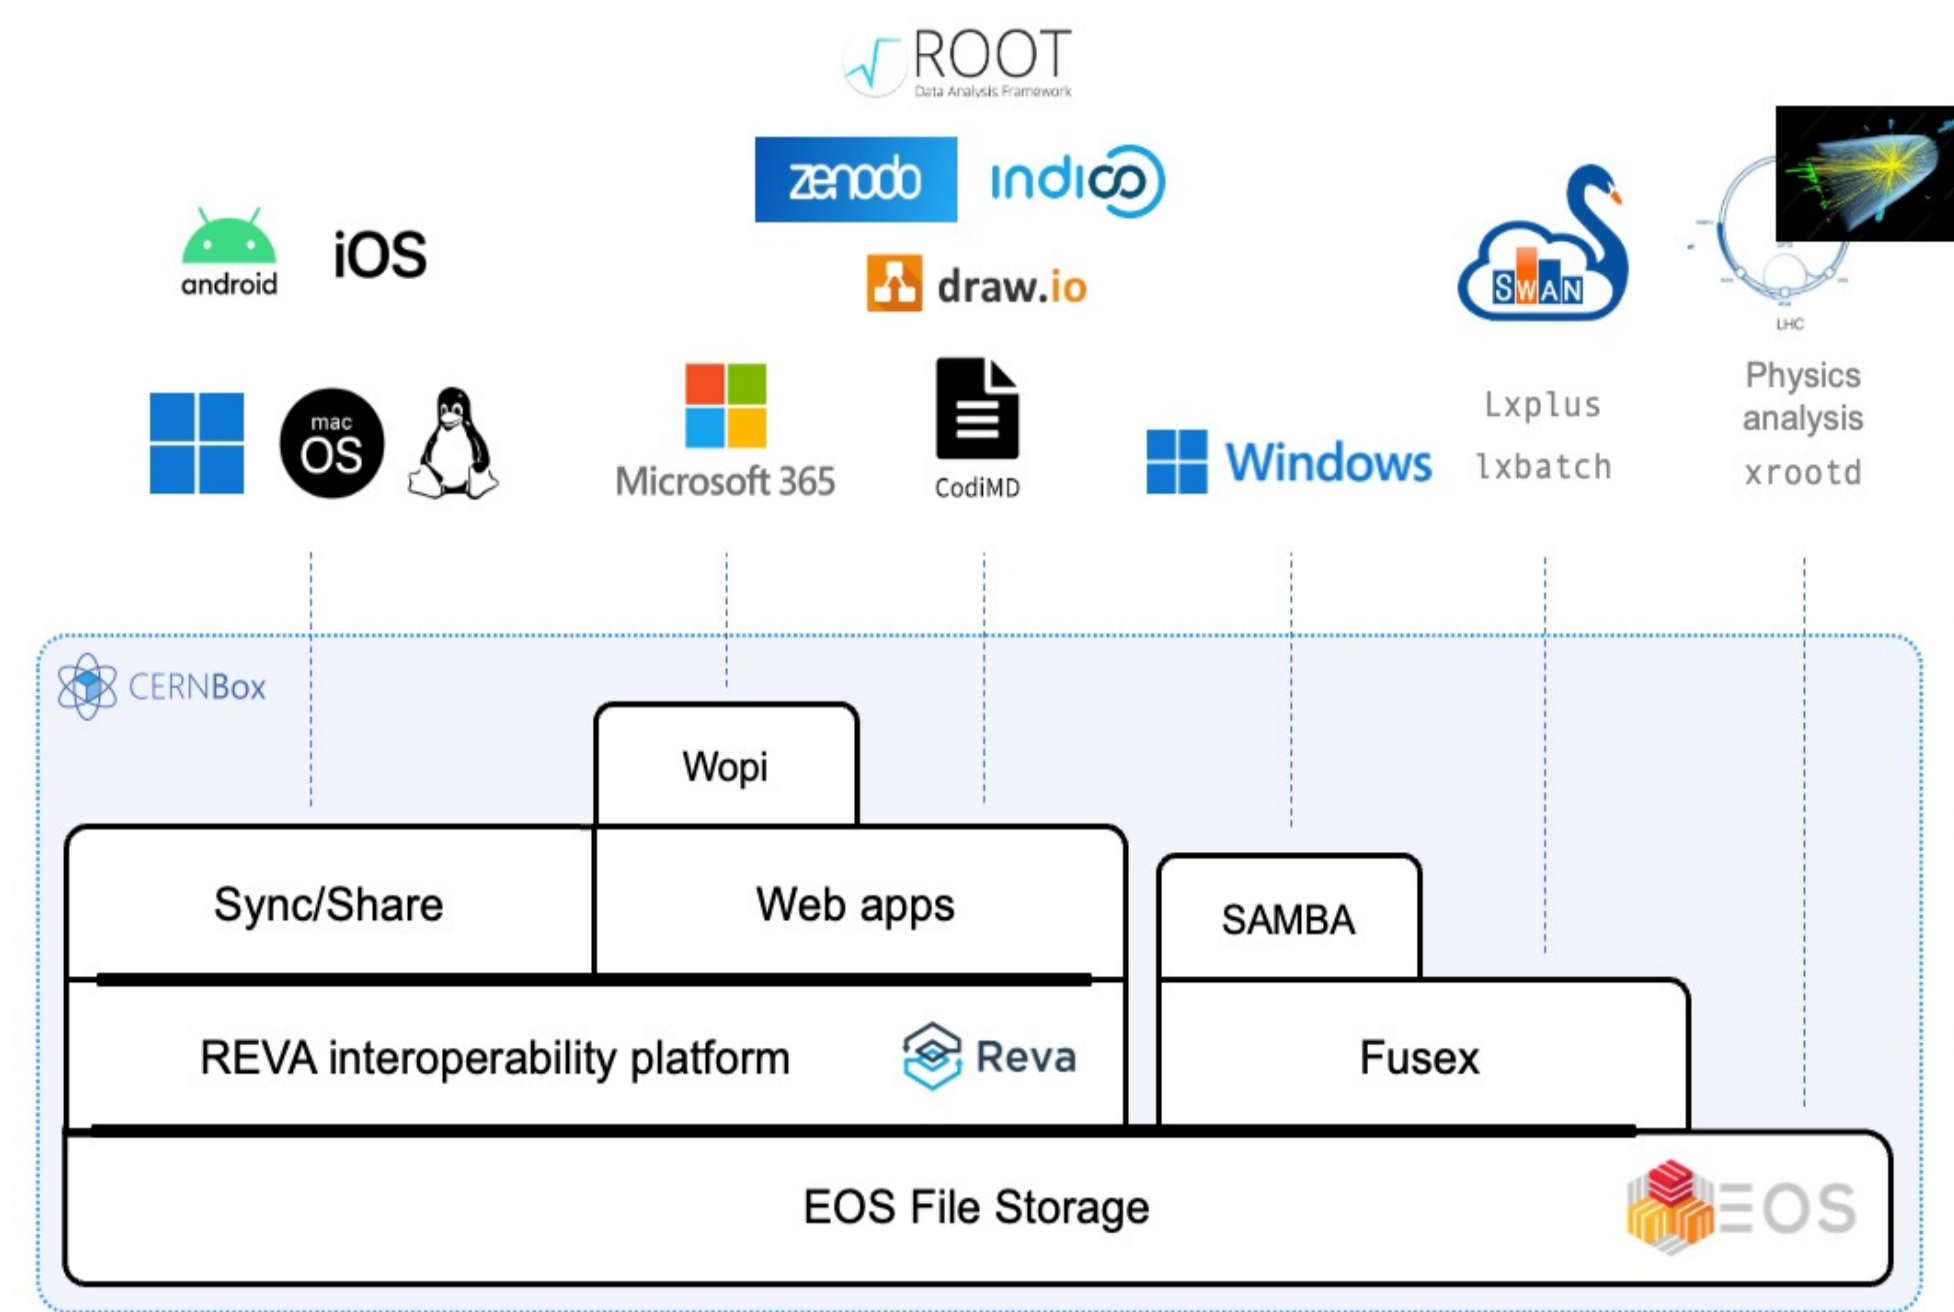 ROOT
Data Analysis Framework
zenodo
indico
android
iOS
draw.io
SWAN
LHC
mac
OS
Microsoft 365
CodiMD
Windows
Lxplus
lxbatch
Physics
analysis
xrootd
CERNBox
Wopi
Sync/Share
Web apps
SAMBA
REVA interoperability platform
Reva
Fusex
EOS File Storage
EOS